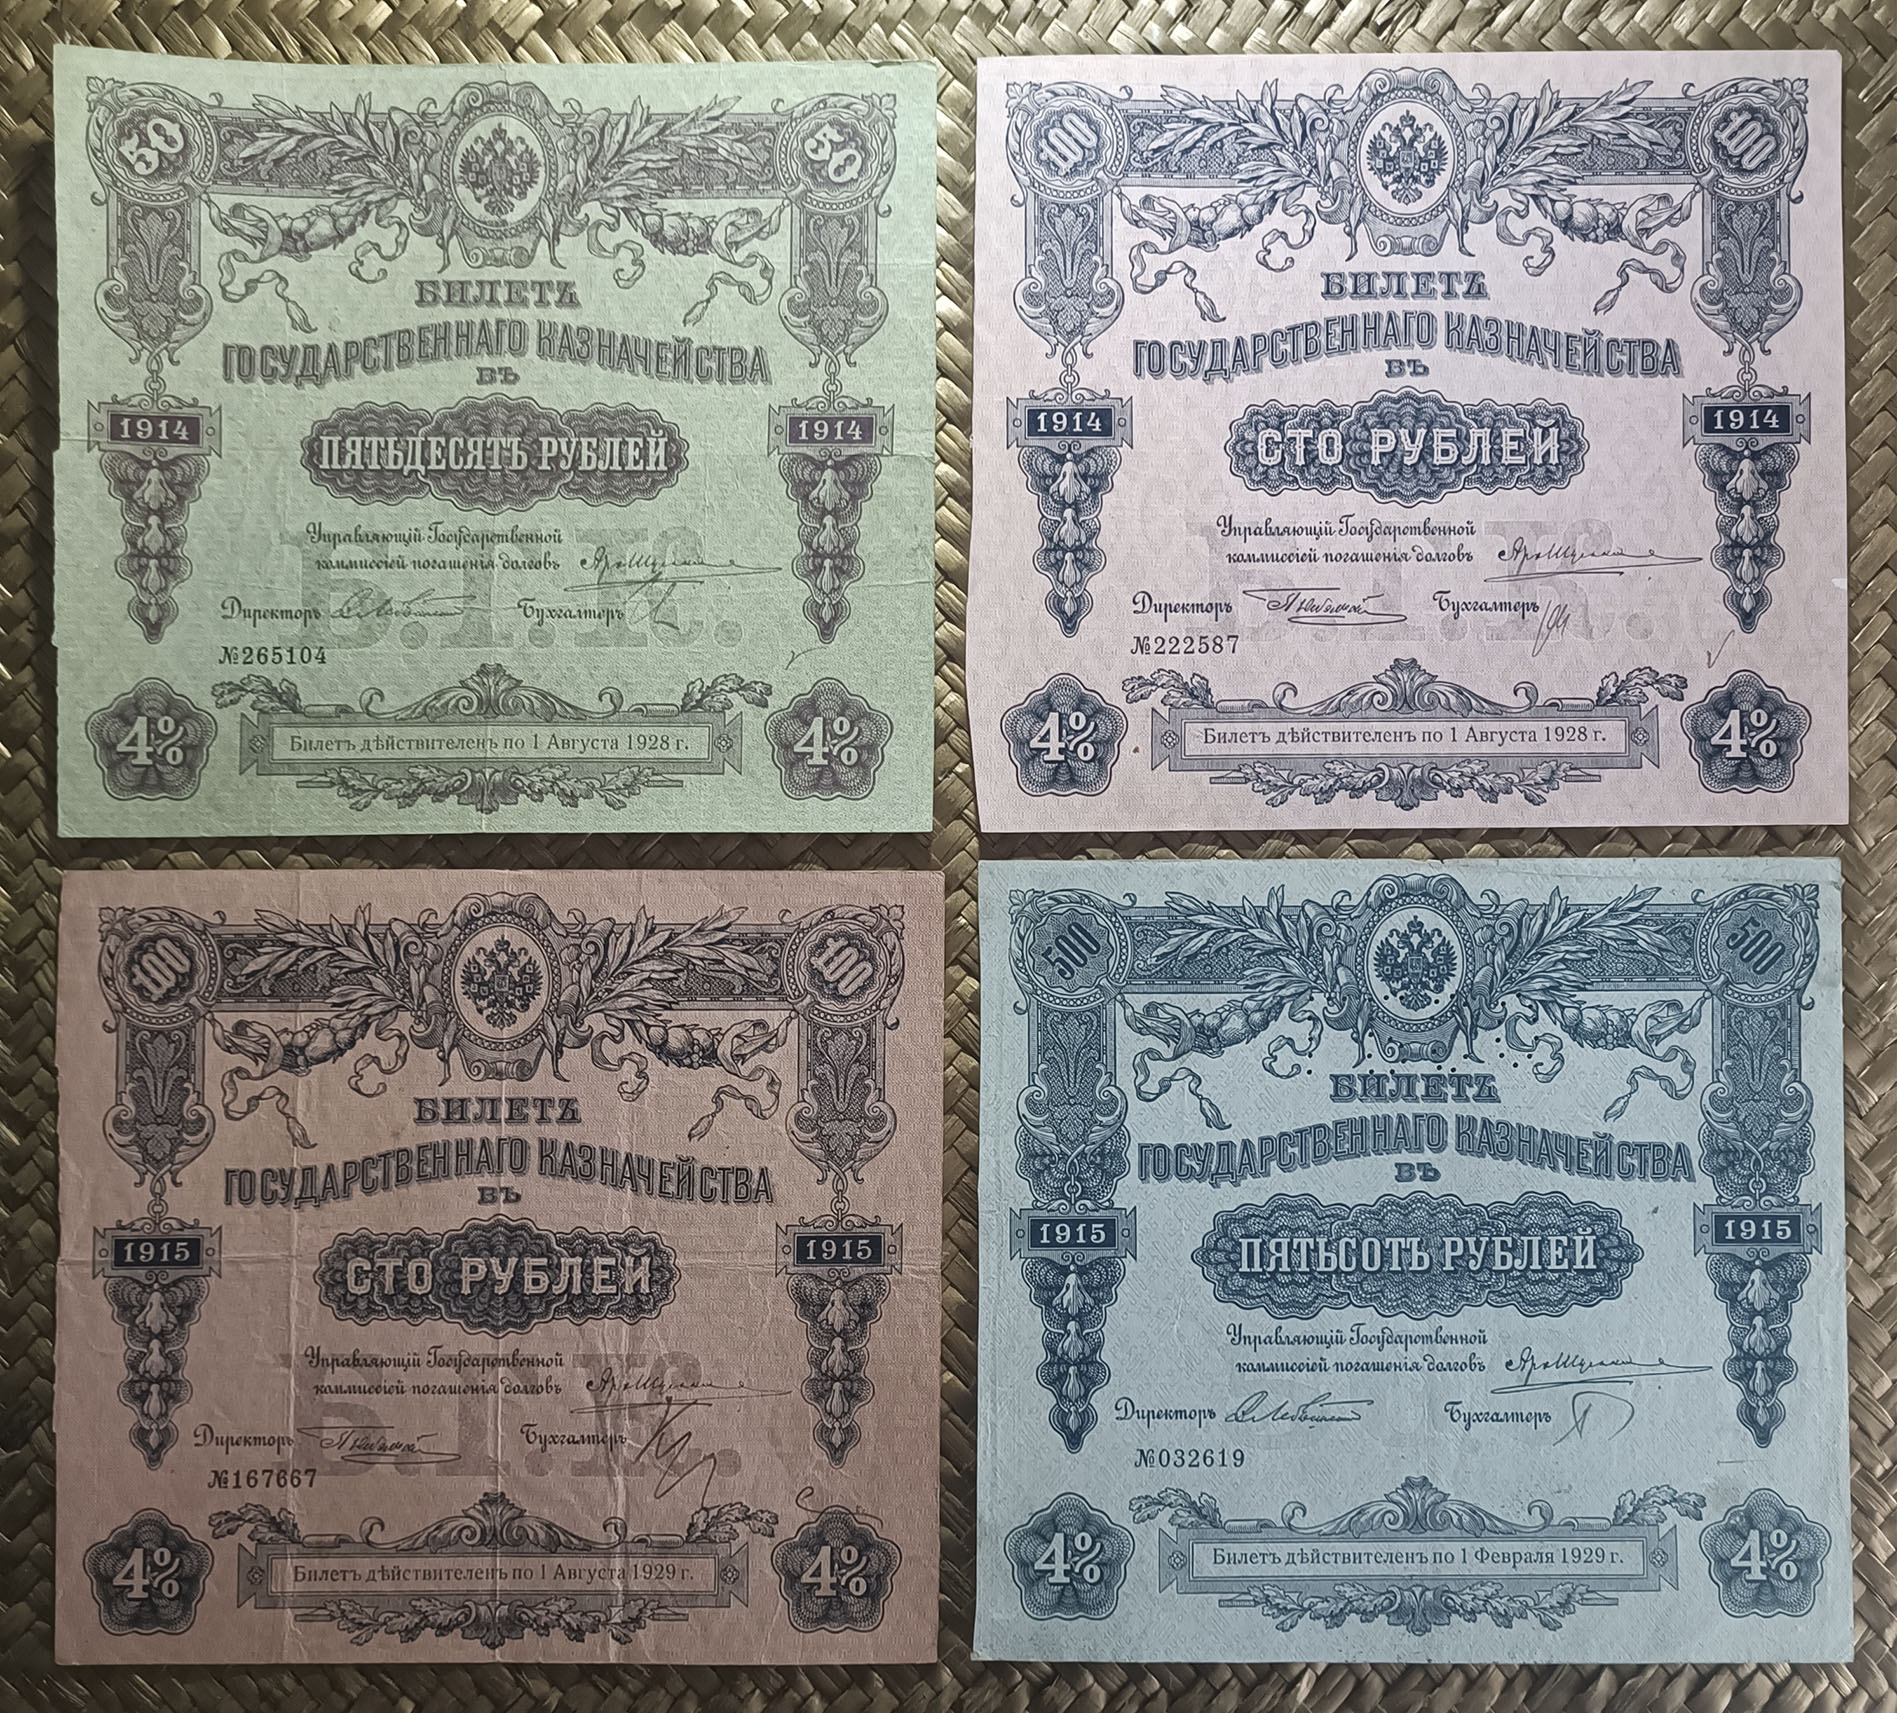 50 50
БИЛЕТЪ
ГОСУДАРСТВЕННАГО КАЗНАЧЕЙСТВА
ВЪ
1914 ПЯТЬДЕСЯТЪ РУБЛЕЙ 1914
Управляющій Государственной
коммиссіей погашенія долговъ
Директоръ Бухгалтеръ
№265104
Б.Г.К.
4% Билетъ дѣйствителенъ по 1 Августа 1928 г. 4%
100 100
БИЛЕТЪ
ГОСУДАРСТВЕННАГО КАЗНАЧЕЙСТВА
ВЪ
1914 СТО РУБЛЕЙ 1914
Управляющій Государственной
коммиссіей погашенія долговъ
Директоръ Бухгалтеръ
№222587
Б.Г.К.
4% Билетъ дѣйствителенъ по 1 Августа 1928 г. 4%
100 100
БИЛЕТЪ
ГОСУДАРСТВЕННАГО КАЗНАЧЕЙСТВА
ВЪ
1915 СТО РУБЛЕЙ 1915
Управляющій Государственной
коммиссіей погашенія долговъ
Директоръ Бухгалтеръ
№167667
Б.Г.К.
4% Билетъ дѣйствителенъ по 1 Августа 1929 г. 4%
500 500
БИЛЕТЪ
ГОСУДАРСТВЕННАГО КАЗНАЧЕЙСТВА
ВЪ
1915 ПЯТЬСОТЪ РУБЛЕЙ 1915
Управляющій Государственной
коммиссіей погашенія долговъ
Директоръ Бухгалтеръ
№032619
4% Билетъ дѣйствителенъ по 1 Февраля 1929 г. 4%